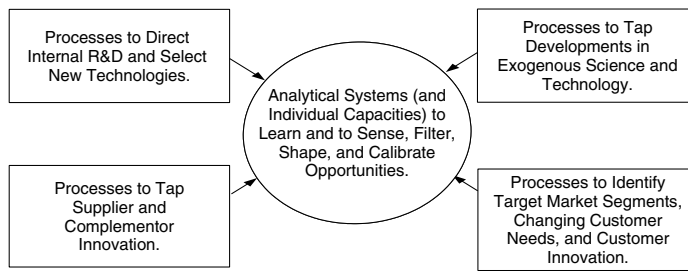 Processes to Direct
Internal R&D and Select
New Technologies.
Processes to Tap
Developments in
Exogenous Science and
Technology.
Analytical Systems (and
Individual Capacities) to
Learn and to Sense, Filter,
Shape, and Calibrate
Opportunities.
Processes to Tap
Supplier and
Complementor
Innovation.
Processes to Identify
Target Market Segments,
Changing Customer
Needs, and Customer
Innovation.